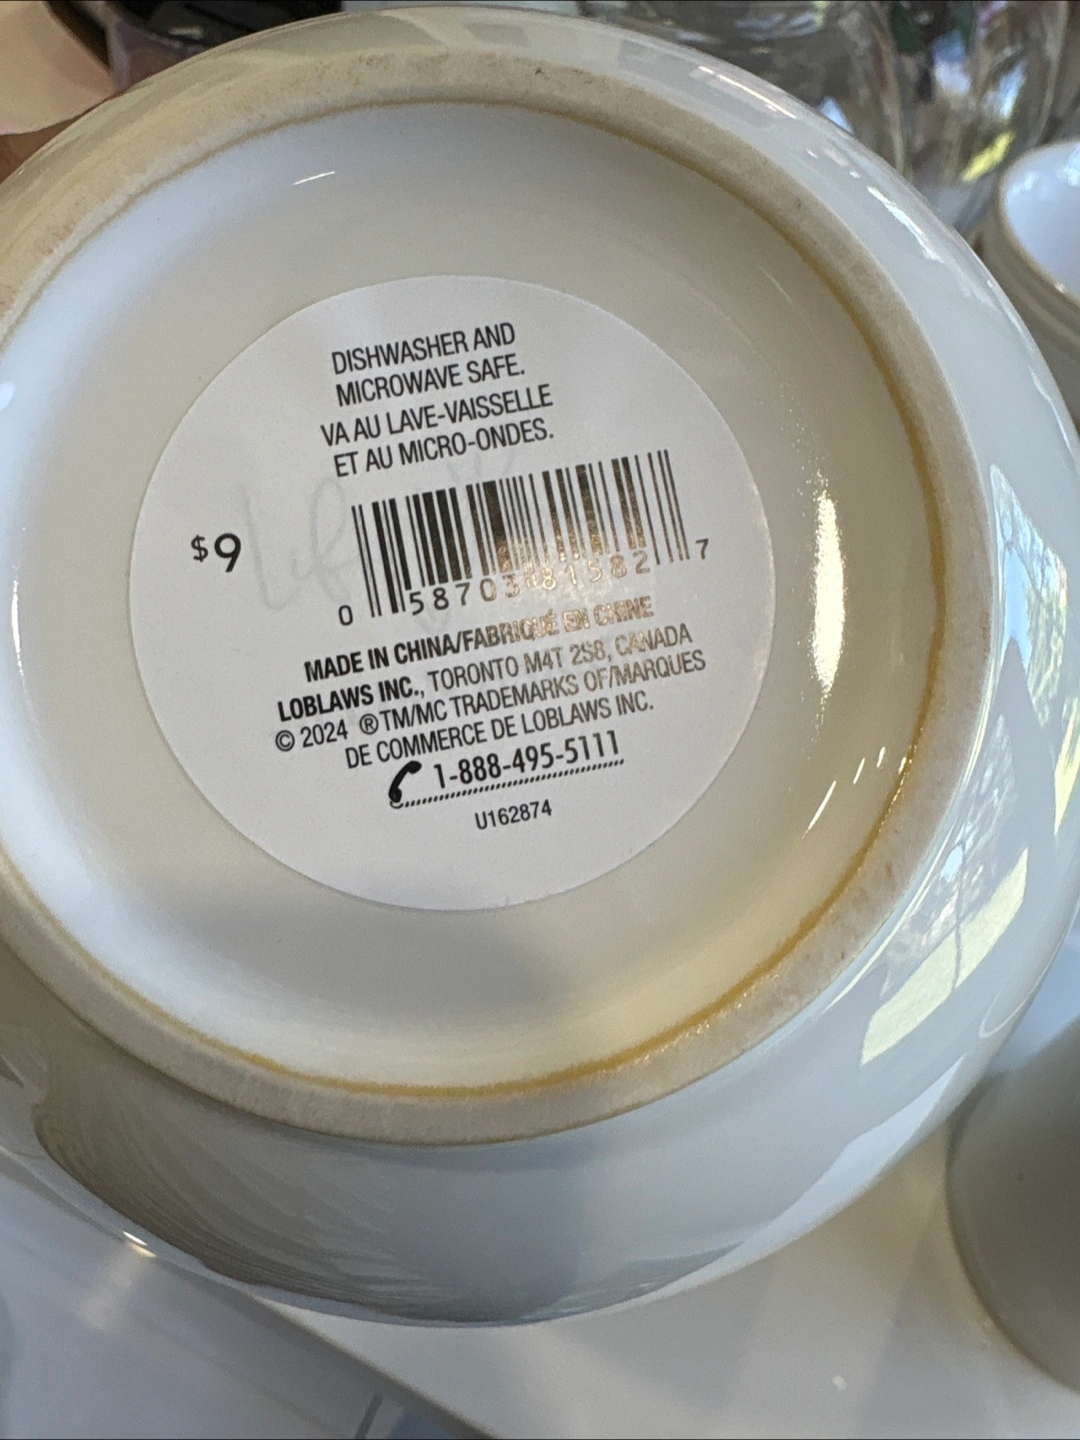 DISHWASHER AND
MICROWAVE SAFE.
VA AU LAVE-VAISSELLE
ET AU MICRO-ONDES.
$9
0 58703 81582 7
MADE IN CHINA/FABRIQUÉ EN CHINE
LOBLAWS INC., TORONTO M4T 2S8, CANADA
© 2024 ®TM/MC TRADEMARKS OF/MARQUES
DE COMMERCE DE LOBLAWS INC.
1-888-495-5111
U162874